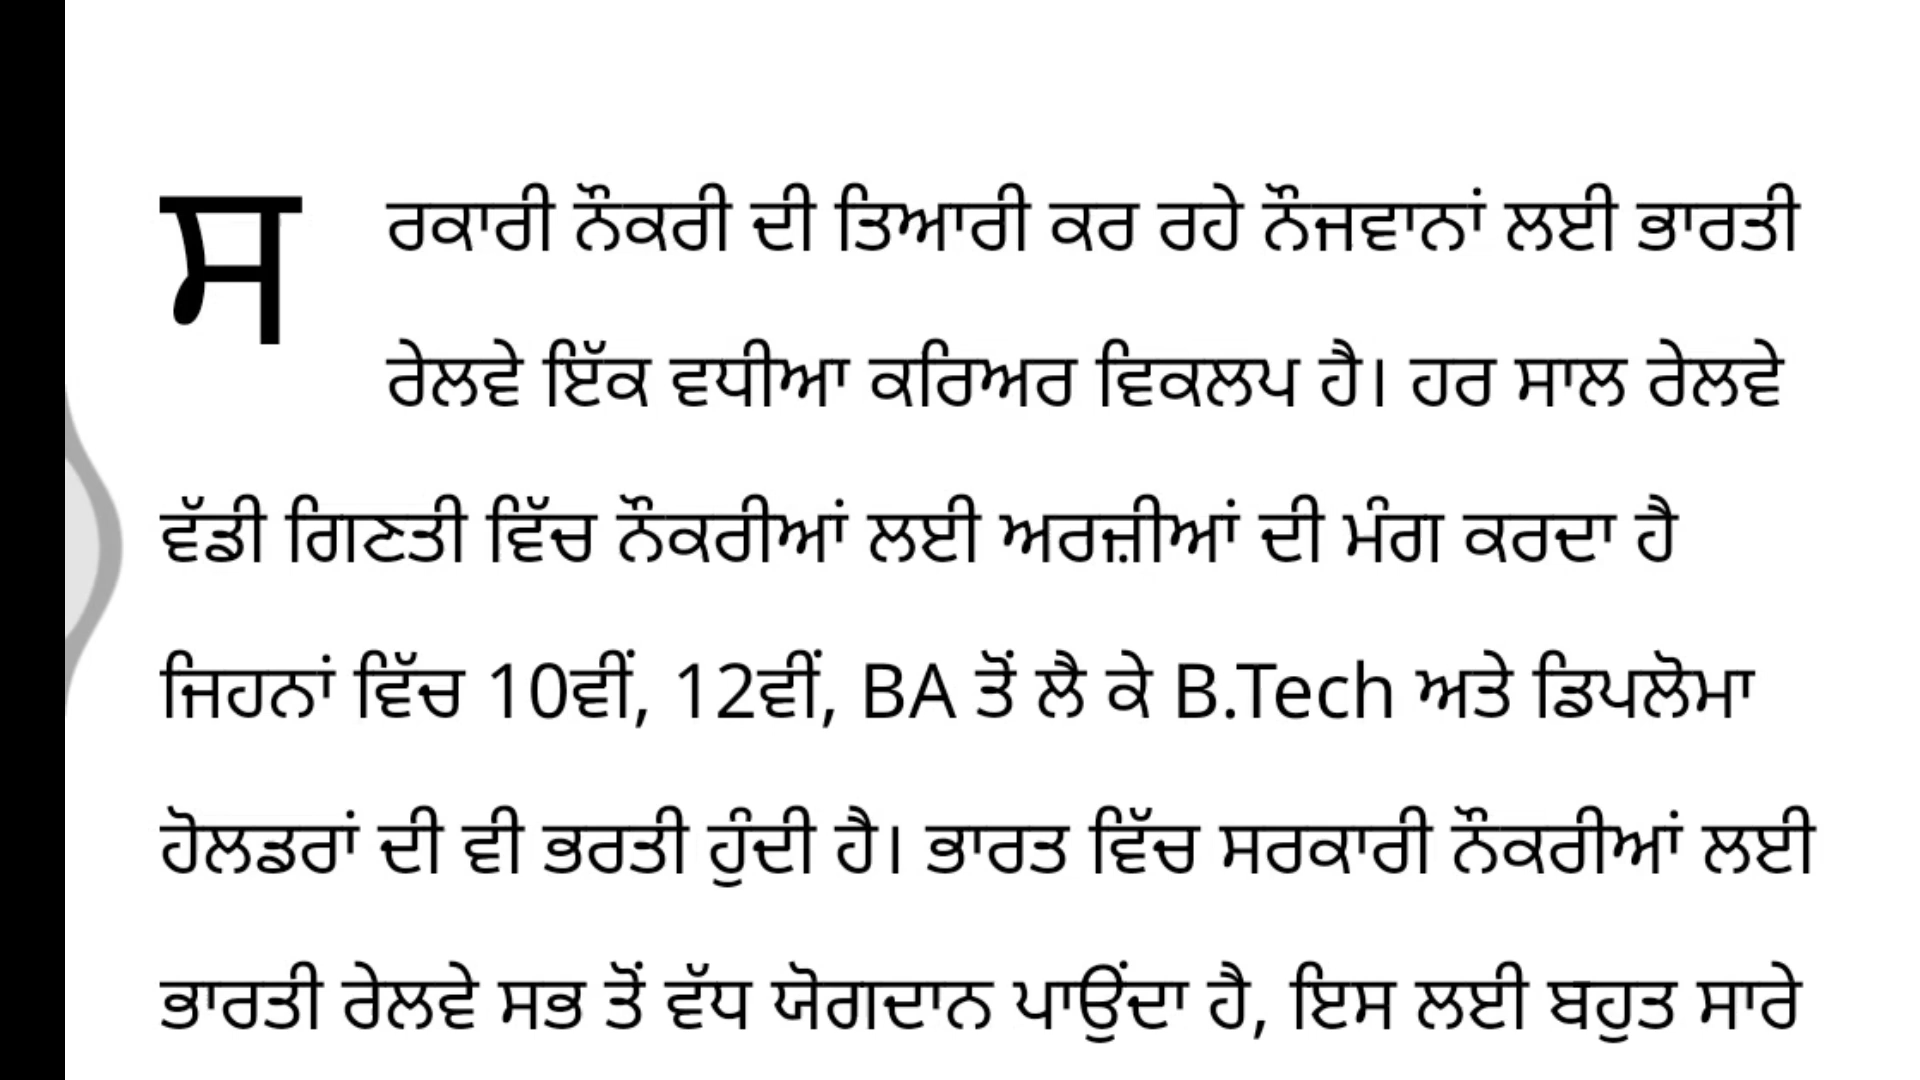 ਸਰਕਾਰੀ ਨੌਕਰੀ ਦੀ ਤਿਆਰੀ ਕਰ ਰਹੇ ਨੌਜਵਾਨਾਂ ਲਈ ਭਾਰਤੀ
ਰੇਲਵੇ ਇੱਕ ਵਧੀਆ ਕਰਿਅਰ ਵਿਕਲਪ ਹੈ। ਹਰ ਸਾਲ ਰੇਲਵੇ
ਵੱਡੀ ਗਿਣਤੀ ਵਿੱਚ ਨੌਕਰੀਆਂ ਲਈ ਅਰਜ਼ੀਆਂ ਦੀ ਮੰਗ ਕਰਦਾ ਹੈ
ਜਿਹਨਾਂ ਵਿੱਚ 10ਵੀਂ, 12ਵੀਂ, BA ਤੋਂ ਲੈ ਕੇ B.Tech ਅਤੇ ਡਿਪਲੋਮਾ
ਹੋਲਡਰਾਂ ਦੀ ਵੀ ਭਰਤੀ ਹੁੰਦੀ ਹੈ। ਭਾਰਤ ਵਿੱਚ ਸਰਕਾਰੀ ਨੌਕਰੀਆਂ ਲਈ
ਭਾਰਤੀ ਰੇਲਵੇ ਸਭ ਤੋਂ ਵੱਧ ਯੋਗਦਾਨ ਪਾਉਂਦਾ ਹੈ, ਇਸ ਲਈ ਬਹੁਤ ਸਾਰੇ